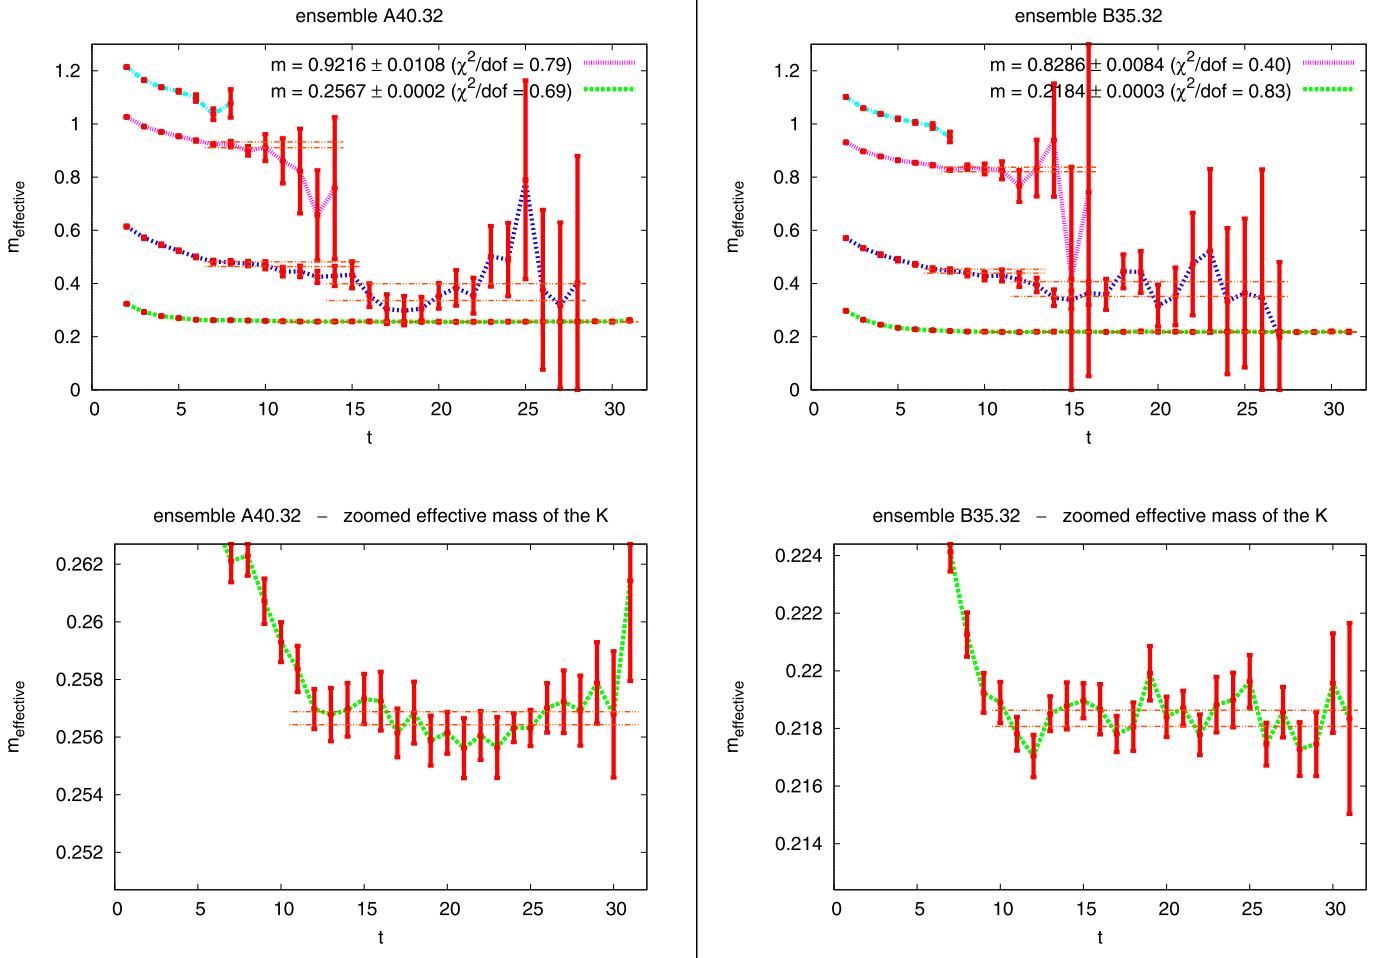 ensemble A40.32
m = 0.9216 ± 0.0108 (χ²/dof = 0.79)
m = 0.2567 ± 0.0002 (χ²/dof = 0.69)
1.2
1
0.8
0.6
0.4
0.2
0
m_effective
0 5 10 15 20 25 30
t
ensemble B35.32
m = 0.8286 ± 0.0084 (χ²/dof = 0.40)
m = 0.2184 ± 0.0003 (χ²/dof = 0.83)
1.2
1
0.8
0.6
0.4
0.2
0
m_effective
0 5 10 15 20 25 30
t
ensemble A40.32 − zoomed effective mass of the K
0.262
0.26
0.258
0.256
0.254
0.252
m_effective
0 5 10 15 20 25 30
t
ensemble B35.32 − zoomed effective mass of the K
0.224
0.222
0.22
0.218
0.216
0.214
m_effective
0 5 10 15 20 25 30
t